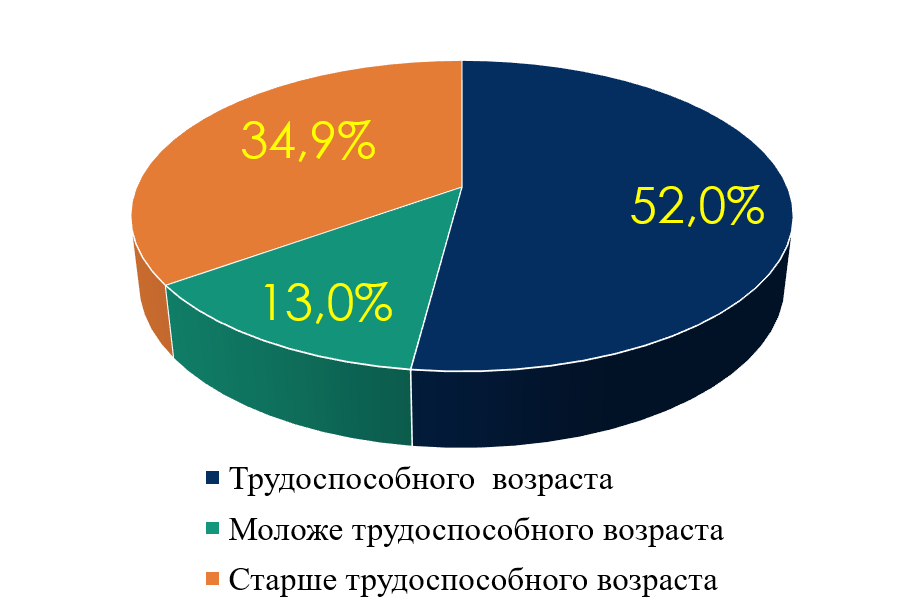 34,9%
52,0%
13,0%
Трудоспособного возраста
Моложе трудоспособного возраста
Старше трудоспособного возраста